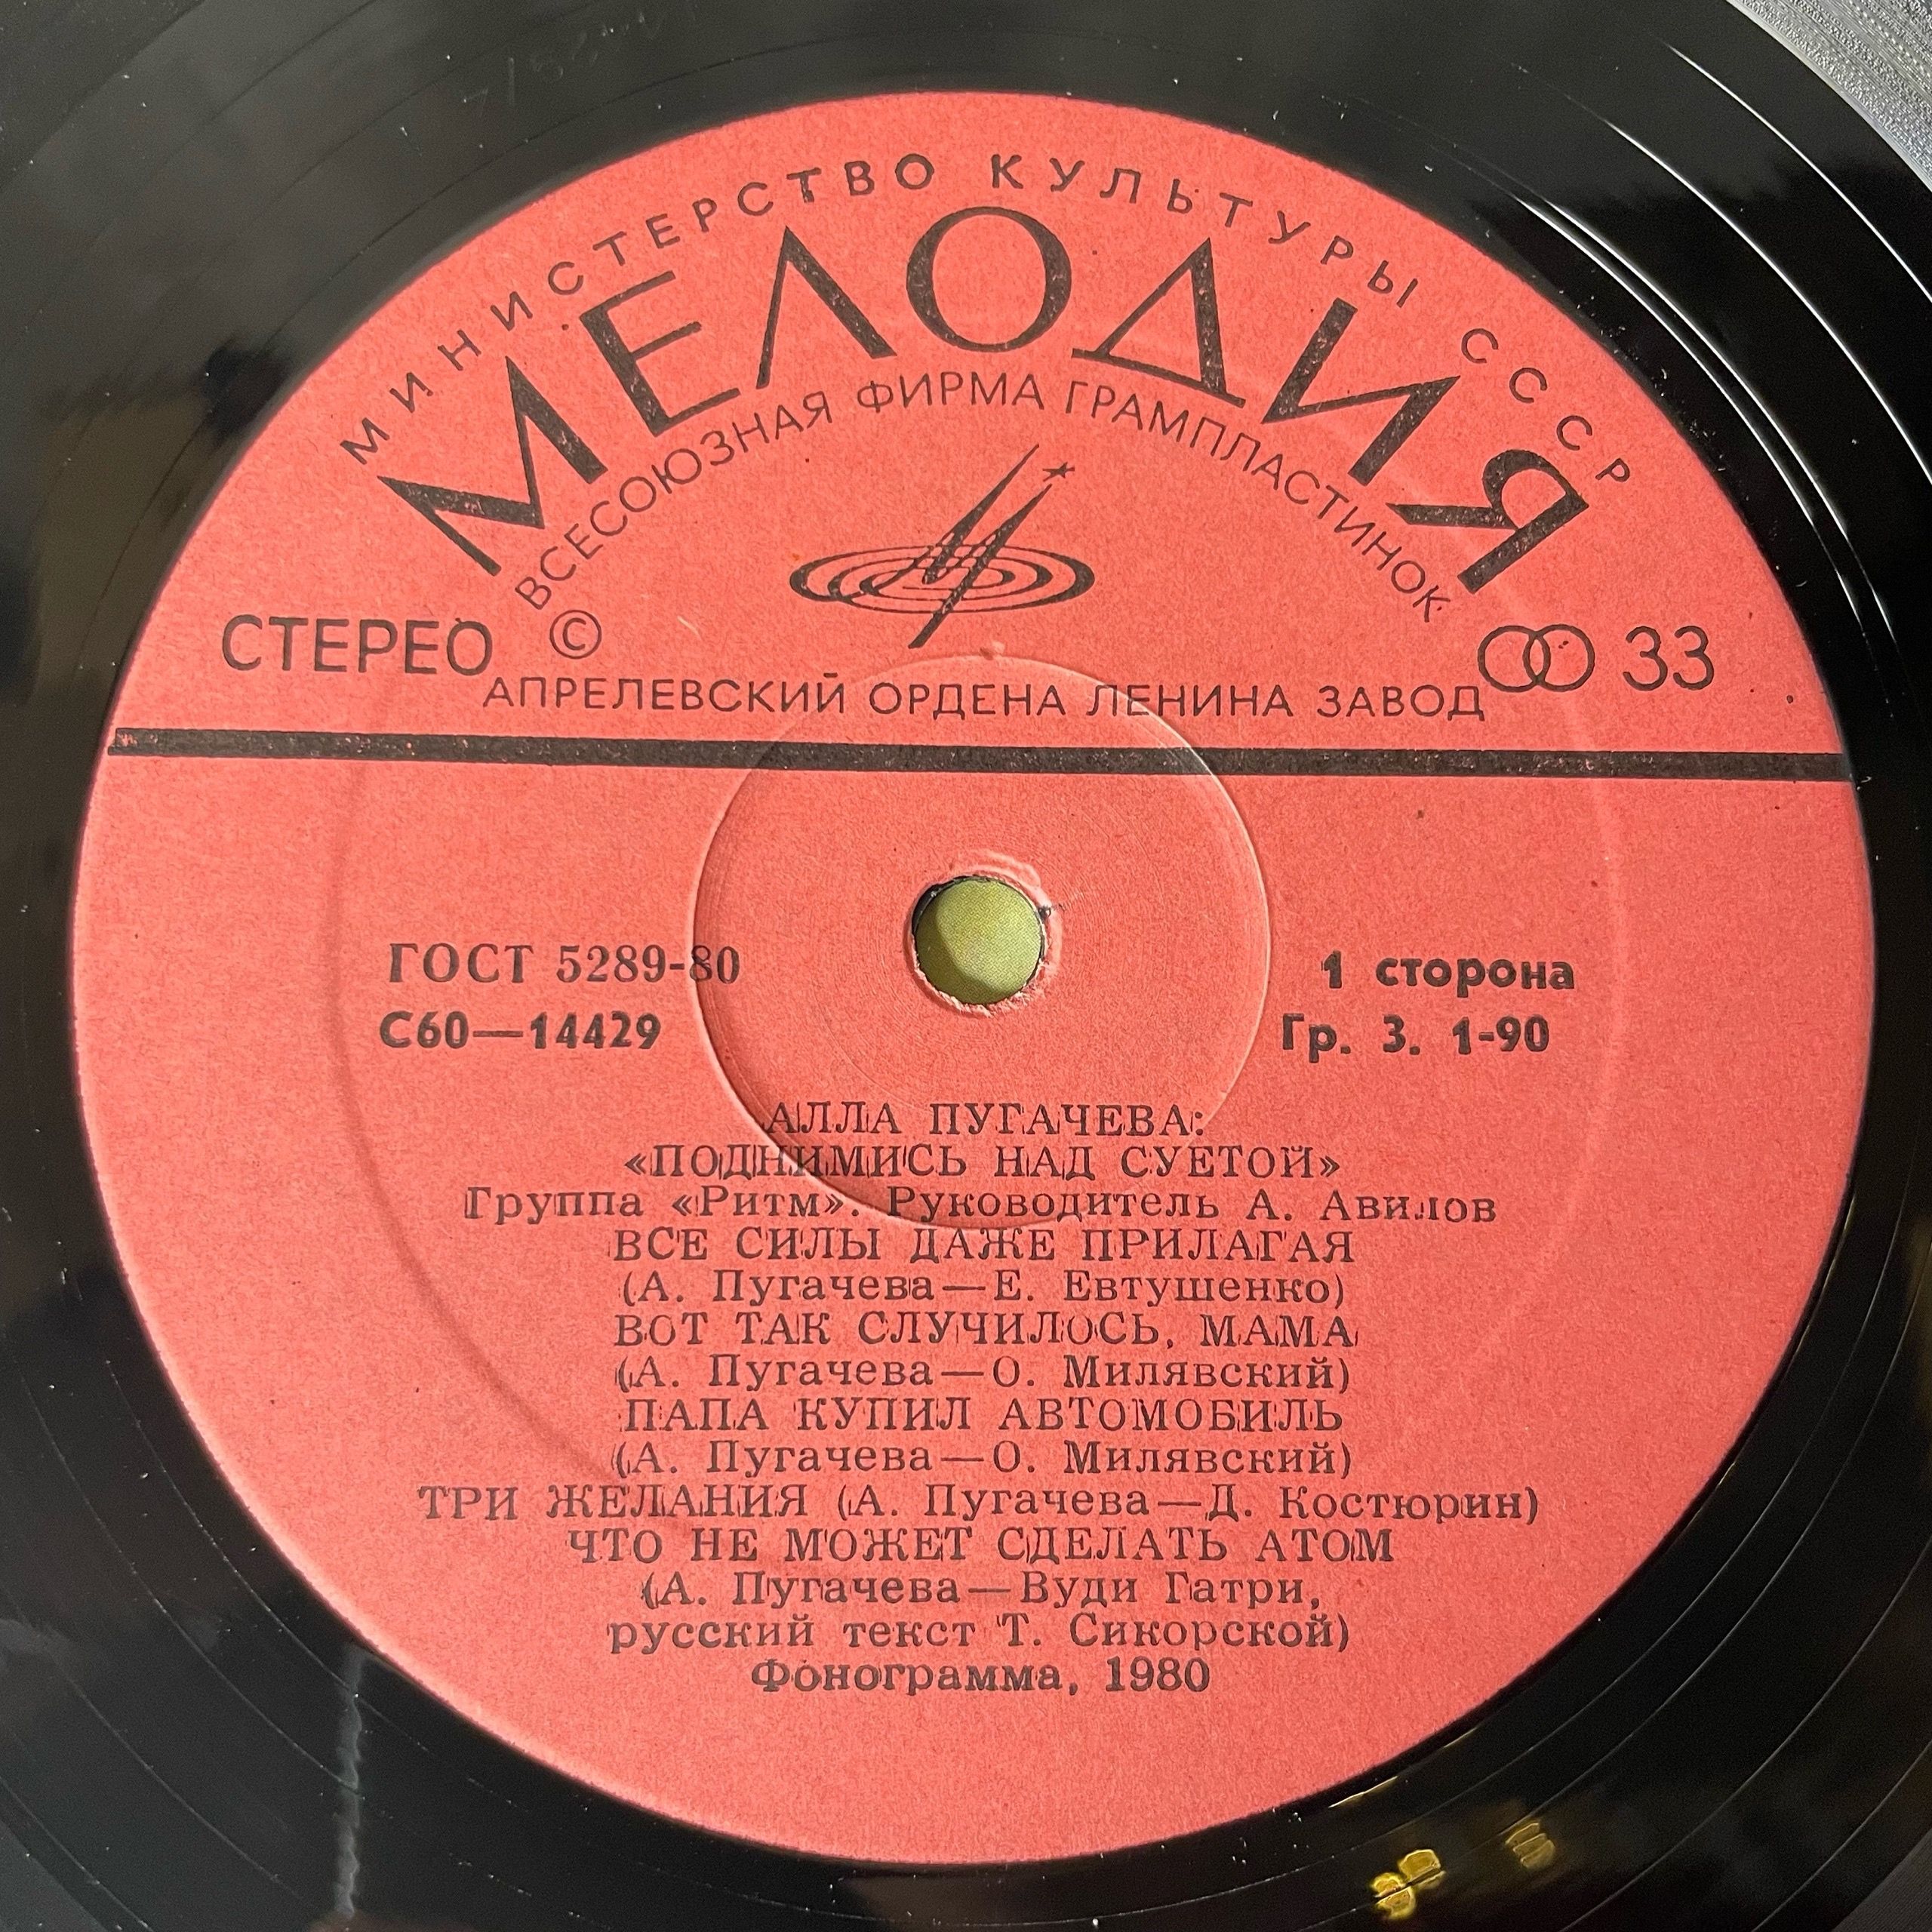 МИНИСТЕРСТВО КУЛЬТУРЫ СССР
МЕЛОДИЯ
ВСЕСОЮЗНАЯ ФИРМА ГРАМПЛАСТИНОК
СТЕРЕО © 33
АПРЕЛЕВСКИЙ ОРДЕНА ЛЕНИНА ЗАВОД
ГОСТ 5289-80 1 сторона
С60—14429 Гр. 3. 1-90
АЛЛА ПУГАЧЕВА:
«ПОДНИМИСЬ НАД СУЕТОЙ»
Группа «Ритм». Руководитель А. Авилов
ВСЕ СИЛЫ ДАЖЕ ПРИЛАГАЯ
(А. Пугачева—Е. Евтушенко)
ВОТ ТАК СЛУЧИЛОСЬ, МАМА
(А. Пугачева—О. Милявский)
ПАПА КУПИЛ АВТОМОБИЛЬ
(А. Пугачева—О. Милявский)
ТРИ ЖЕЛАНИЯ (А. Пугачева—Д. Костюрин)
ЧТО НЕ МОЖЕТ СДЕЛАТЬ АТОМ
(А. Пугачева—Вуди Гатри,
русский текст Т. Сикорской)
Фонограмма, 1980